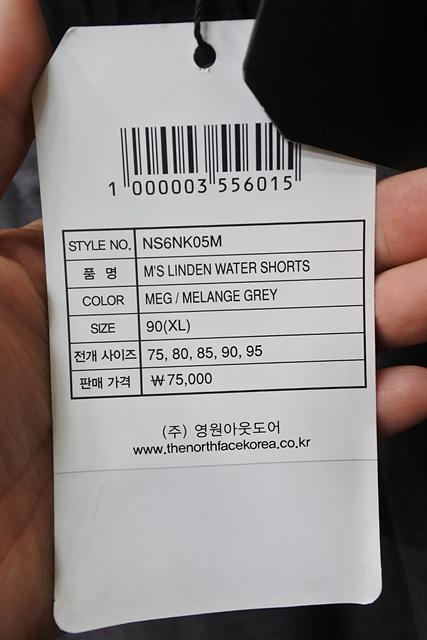 1 000003 556015
STYLE NO. NS6NK05M
품 명 M'S LINDEN WATER SHORTS
COLOR MEG / MELANGE GREY
SIZE 90(XL)
전개 사이즈 75, 80, 85, 90, 95
판매 가격 ₩75,000
(주) 영원아웃도어
www.thenorthfacekorea.co.kr